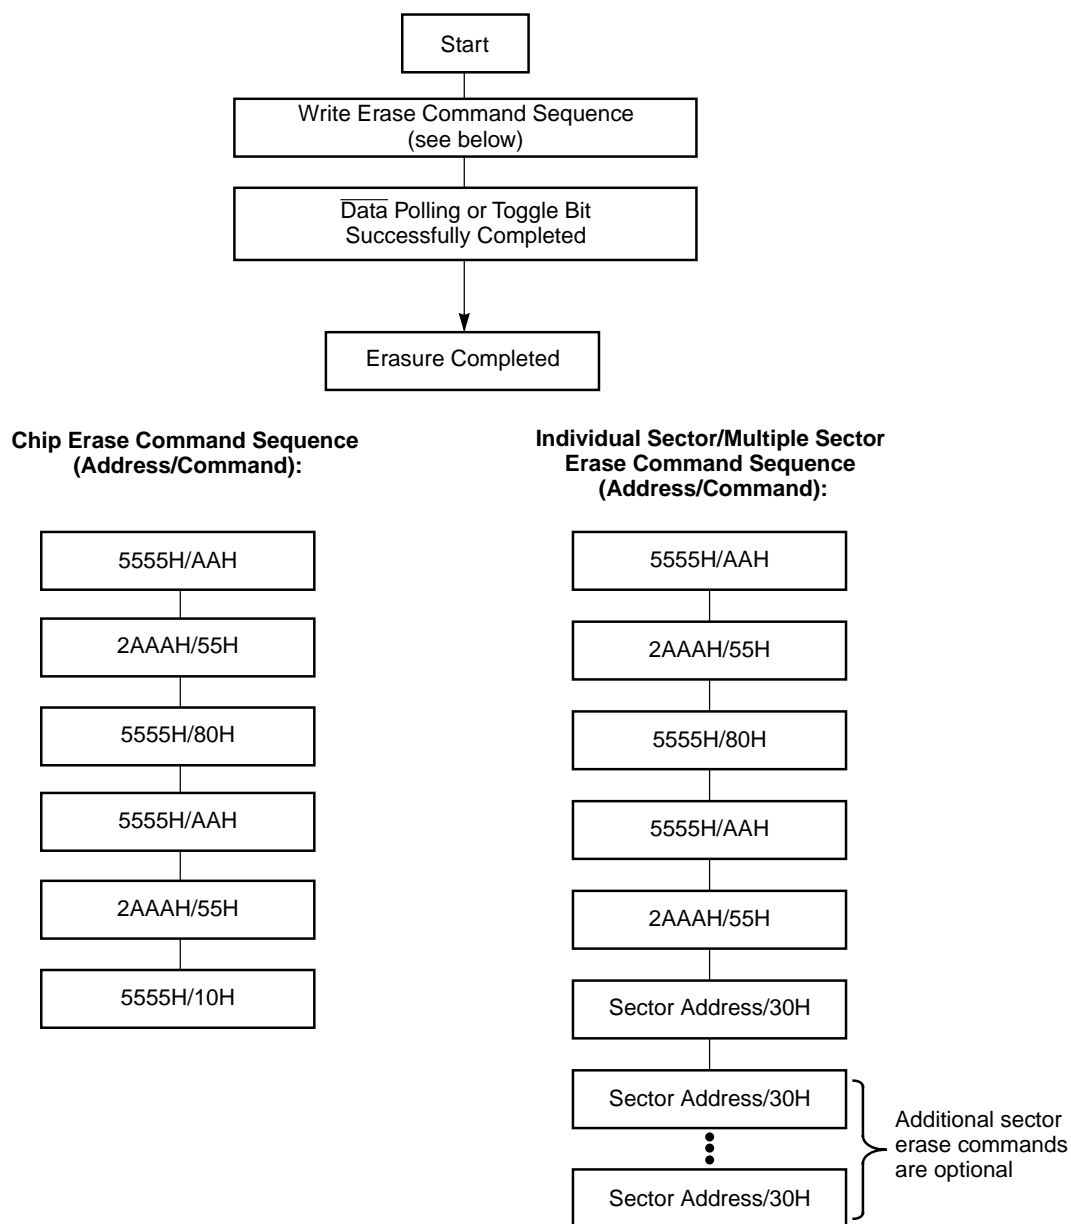 Start
Write Erase Command Sequence
(see below)
Data Polling or Toggle Bit
Successfully Completed
Erasure Completed
Chip Erase Command Sequence
(Address/Command):
5555H/AAH
2AAAH/55H
5555H/80H
5555H/AAH
2AAAH/55H
5555H/10H
Individual Sector/Multiple Sector
Erase Command Sequence
(Address/Command):
5555H/AAH
2AAAH/55H
5555H/80H
5555H/AAH
2AAAH/55H
Sector Address/30H
Sector Address/30H
Sector Address/30H
Additional sector
erase commands
are optional